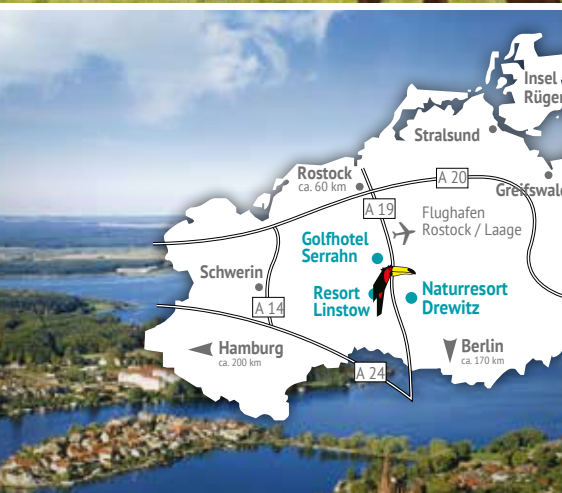 Insel
Rügen
Stralsund
Rostock
ca. 60 km
A 20
Greifswald
A 19
Flughafen
Rostock / Laage
Golfhotel
Serrahn
Schwerin
Resort
Linstow
Naturresort
Drewitz
A 14
Hamburg
ca. 200 km
Berlin
ca. 170 km
A 24